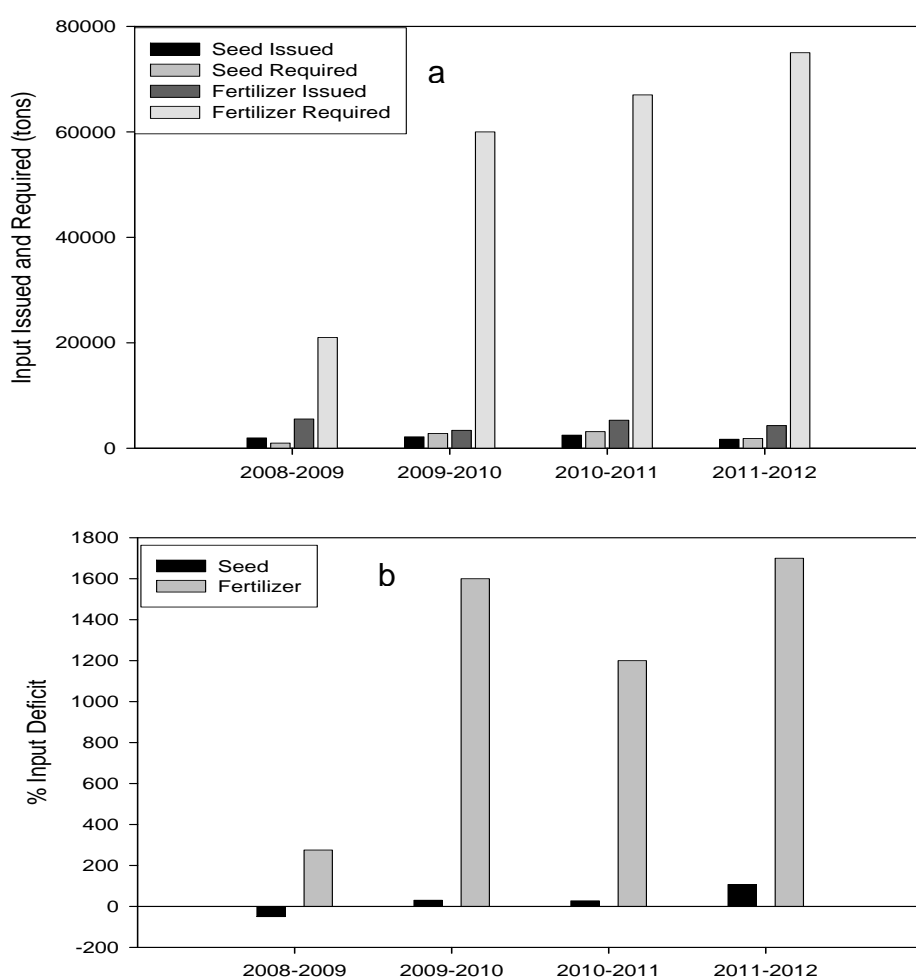 80000
60000
40000
20000
0
Input Issued and Required (tons)
Seed Issued
Seed Required
Fertilizer Issued
Fertilizer Required
a
2008-2009 2009-2010 2010-2011 2011-2012
1800
1600
1400
1200
1000
800
600
400
200
0
-200
% Input Deficit
Seed
Fertilizer
b
2008-2009 2009-2010 2010-2011 2011-2012